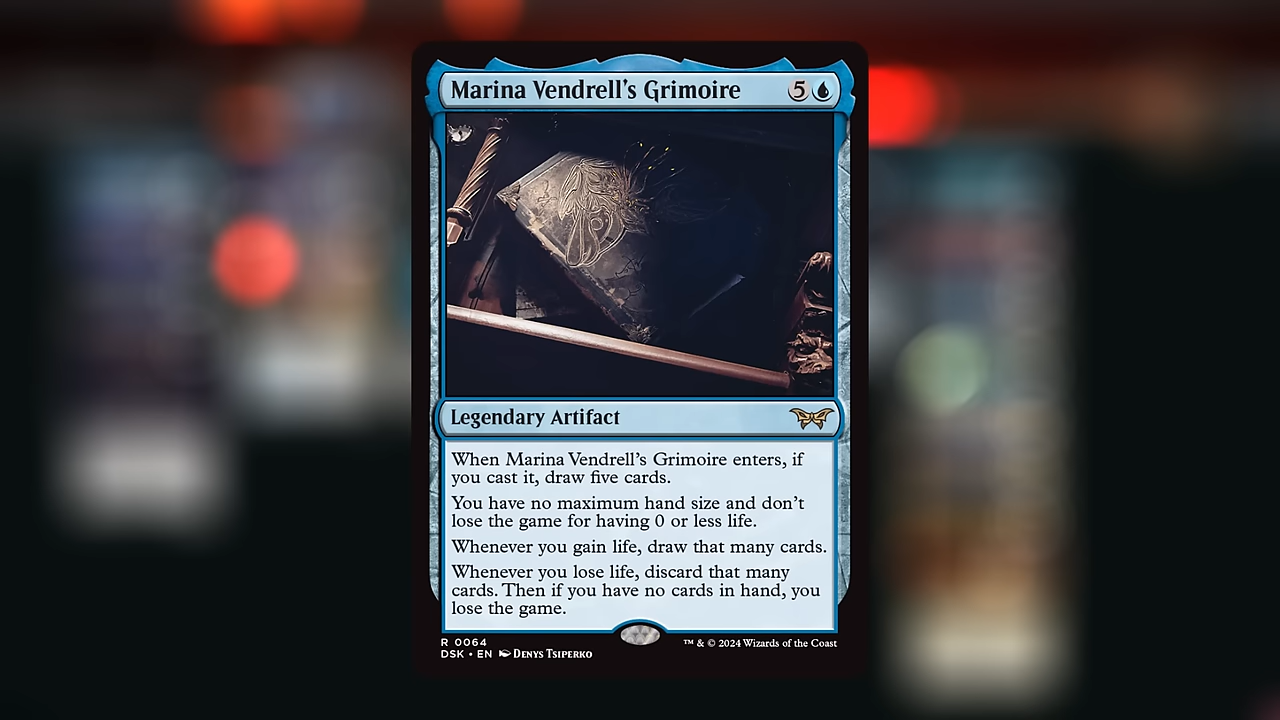 Marina Vendrell's Grimoire 5
Legendary Artifact
When Marina Vendrell's Grimoire enters, if
you cast it, draw five cards.
You have no maximum hand size and don't
lose the game for having 0 or less life.
Whenever you gain life, draw that many cards.
Whenever you lose life, discard that many
cards. Then if you have no cards in hand, you
lose the game.
R 0064
DSK • EN Denys Tsiperko
™ & © 2024 Wizards of the Coast